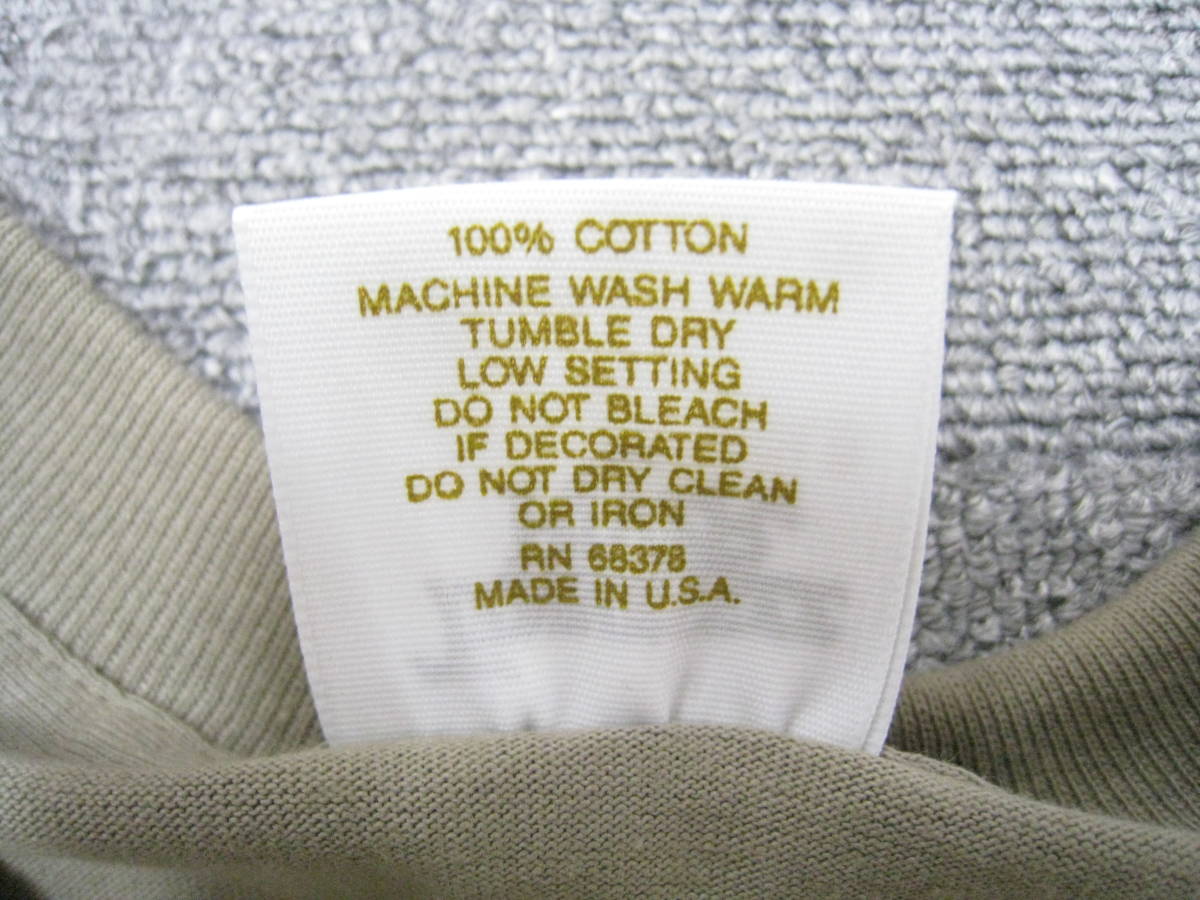 100% COTTON
MACHINE WASH WARM
TUMBLE DRY
LOW SETTING
DO NOT BLEACH
IF DECORATED
DO NOT DRY CLEAN
OR IRON
RN 68378
MADE IN U.S.A.